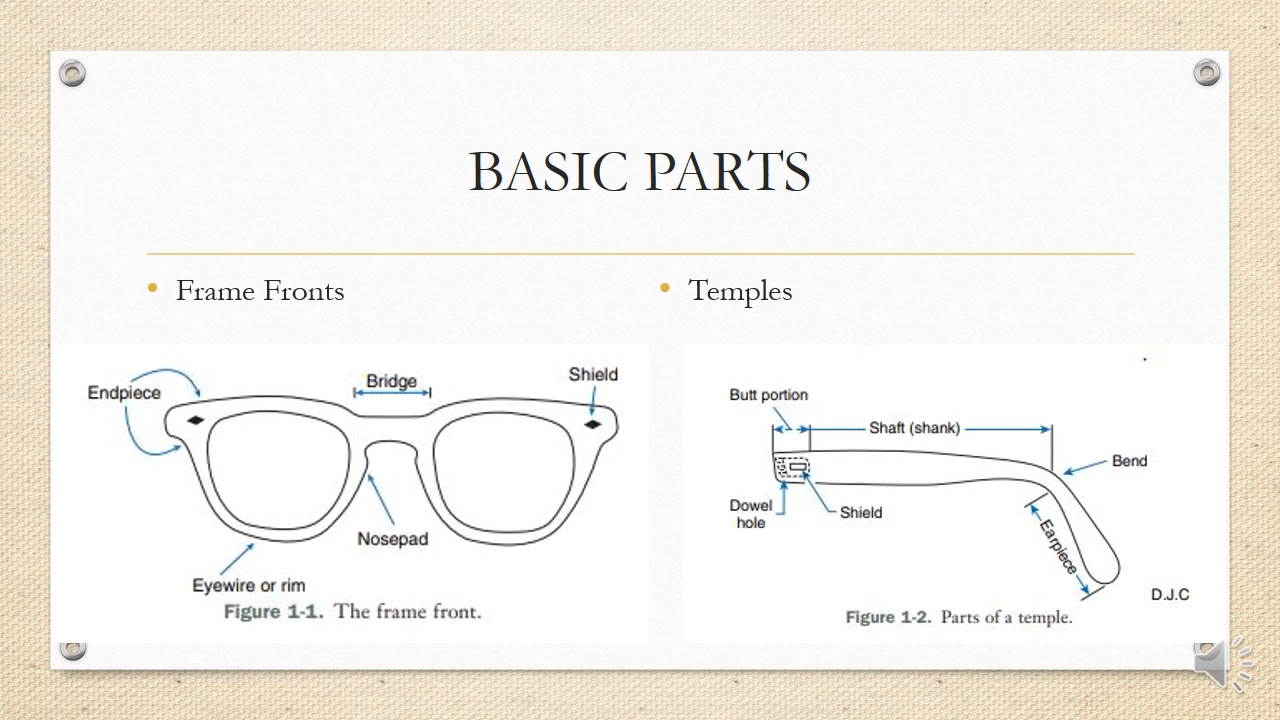 BASIC PARTS
• Frame Fronts
Endpiece
Bridge
Shield
Nosepad
Eyewire or rim
Figure 1-1. The frame front.
• Temples
Butt portion
Shaft (shank)
Bend
Dowel
hole
Shield
Earpiece
D.J.C
Figure 1-2. Parts of a temple.